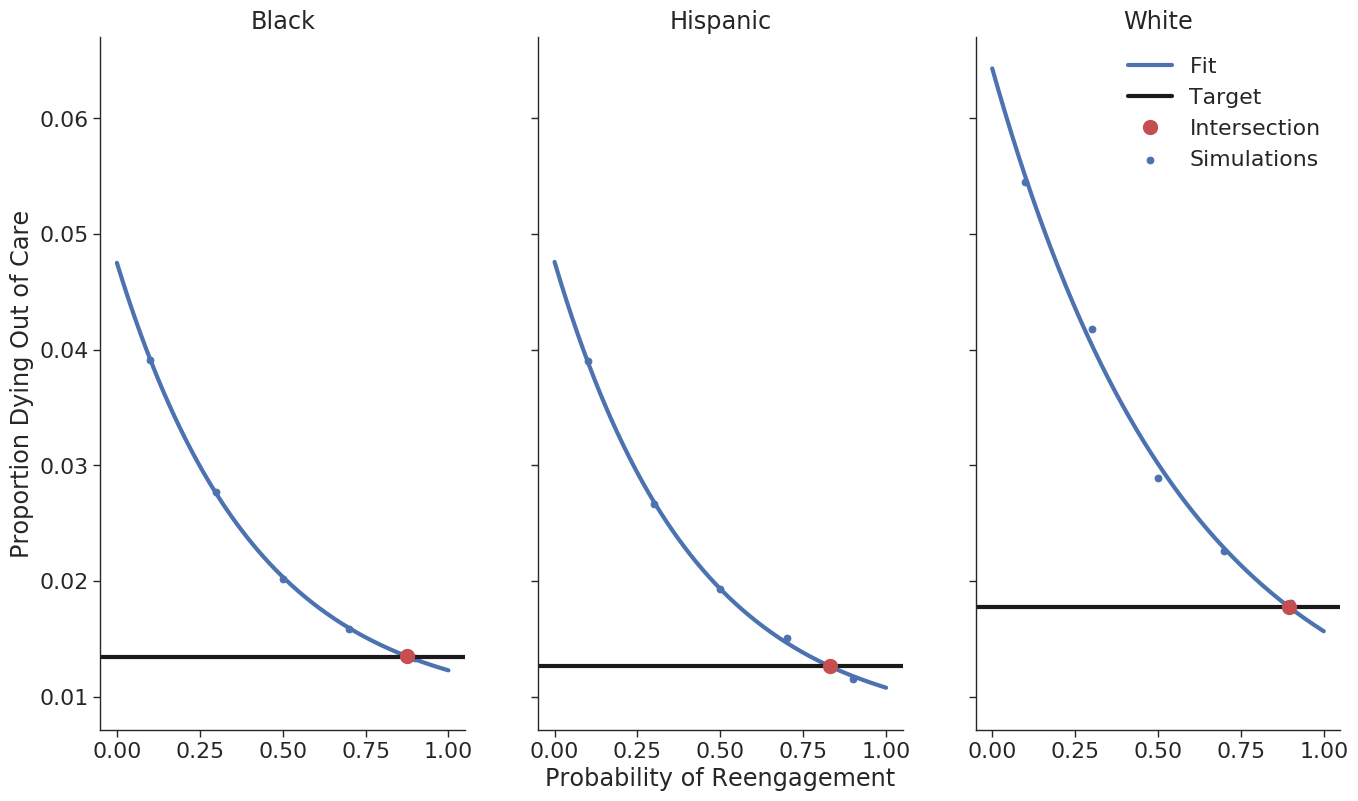 Black
Hispanic
White
Fit
Target
Intersection
Simulations
Proportion Dying Out of Care
0.06
0.05
0.04
0.03
0.02
0.01
0.00 0.25 0.50 0.75 1.00
0.00 0.25 0.50 0.75 1.00
0.00 0.25 0.50 0.75 1.00
Probability of Reengagement